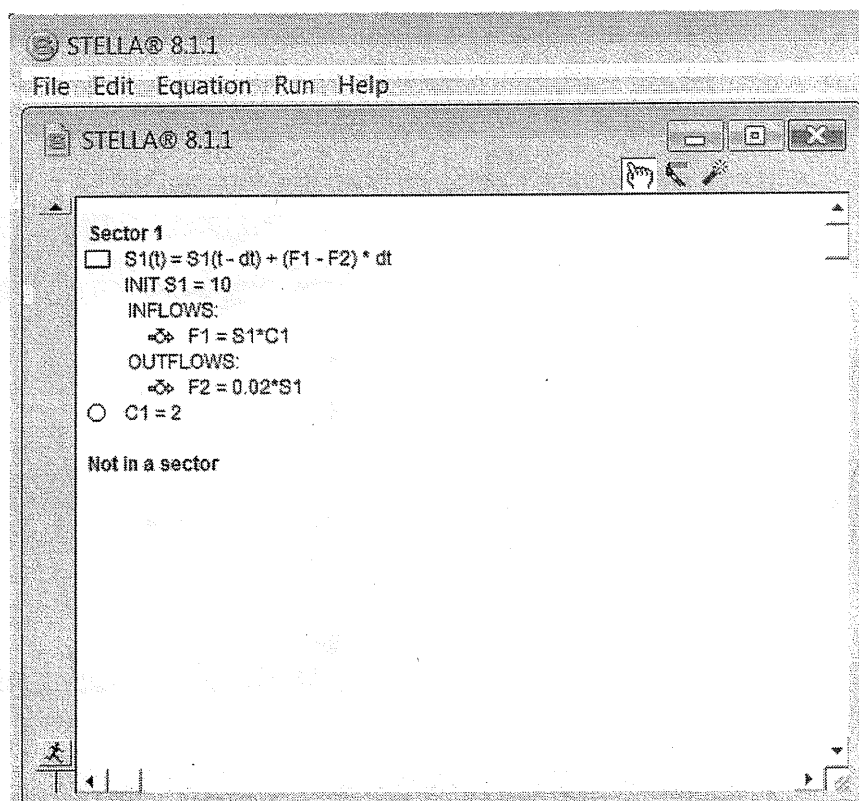 STELLA® 8.1.1
File Edit Equation Run Help
STELLA® 8.1.1
Sector 1
S1(t) = S1(t - dt) + (F1 - F2) * dt
INIT S1 = 10
INFLOWS:
F1 = S1*C1
OUTFLOWS:
F2 = 0.02*S1
C1 = 2
Not in a sector